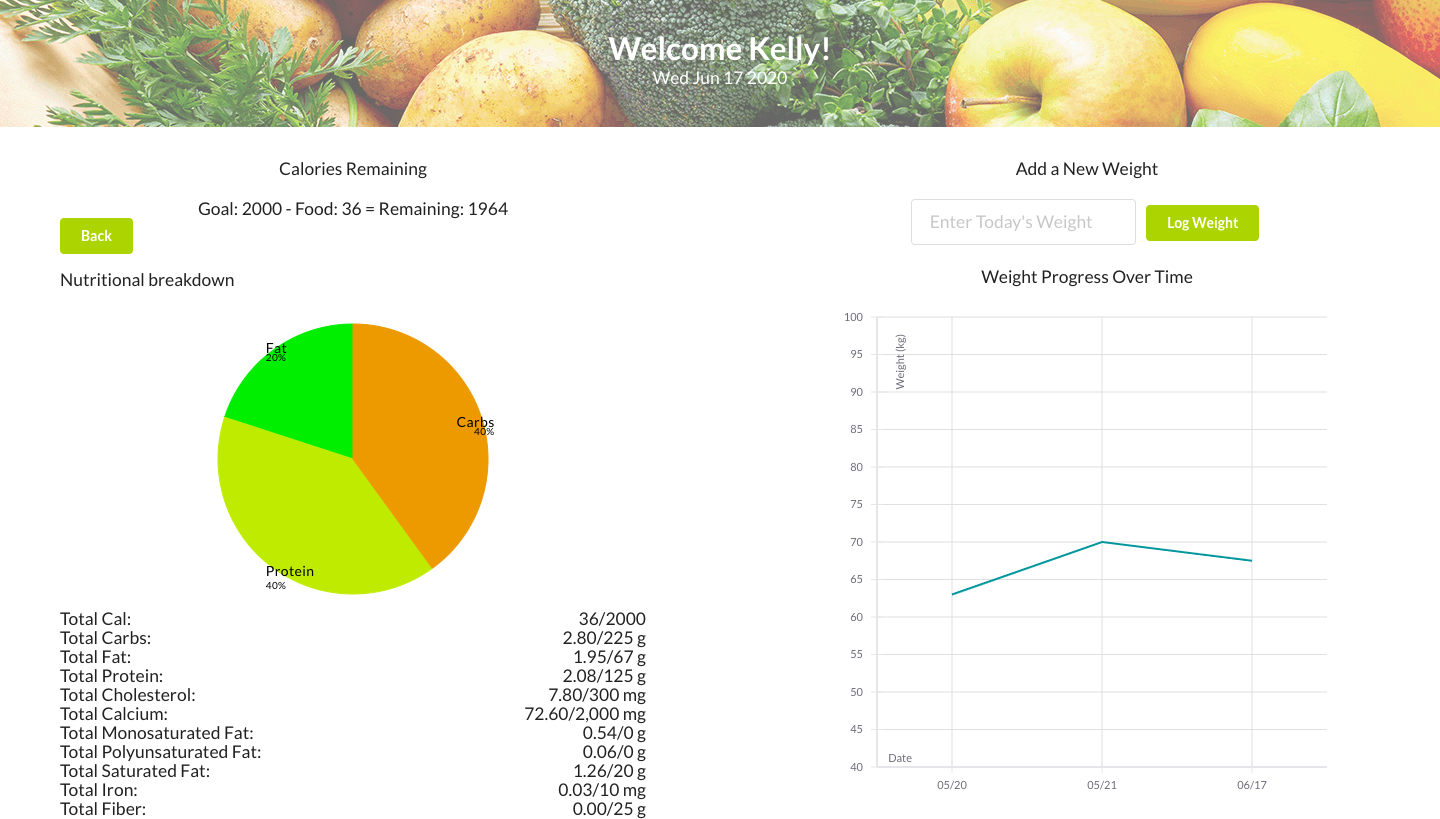 Welcome Kelly!
Wed Jun 17 2020
Calories Remaining
Goal: 2000 - Food: 36 = Remaining: 1964
Back
Nutritional breakdown
Fat
20%
Carbs
40%
Protein
40%
Total Cal: 36/2000
Total Carbs: 2.80/225 g
Total Fat: 1.95/67 g
Total Protein: 2.08/125 g
Total Cholesterol: 7.80/300 mg
Total Calcium: 72.60/2,000 mg
Total Monosaturated Fat: 0.54/0 g
Total Polyunsaturated Fat: 0.06/0 g
Total Saturated Fat: 1.26/20 g
Total Iron: 0.03/10 mg
Total Fiber: 0.00/25 g
Add a New Weight
Enter Today's Weight
Log Weight
Weight Progress Over Time
Weight (kg)
100
95
90
85
80
75
70
65
60
55
50
45
40
Date
05/20 05/21 06/17